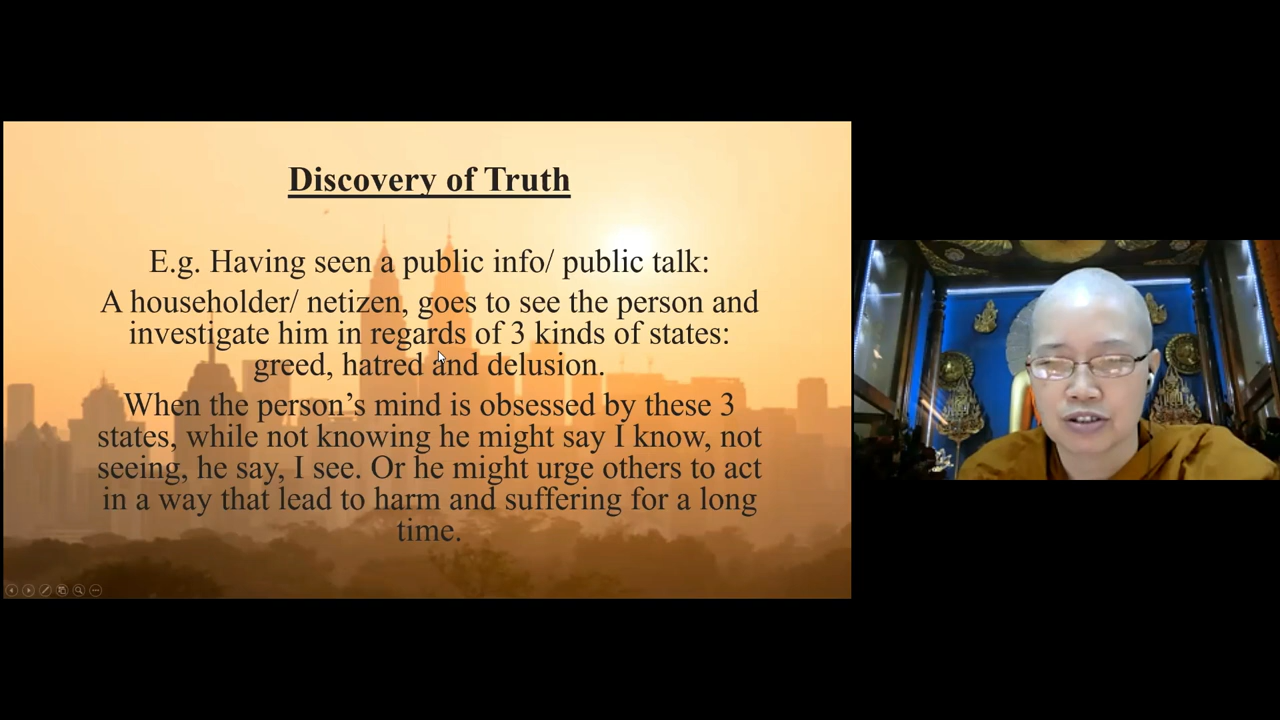 Discovery of Truth
E.g. Having seen a public info/ public talk:
A householder/ netizen, goes to see the person and
investigate him in regards of 3 kinds of states:
greed, hatred and delusion.
When the person's mind is obsessed by these 3
states, while not knowing he might say I know, not
seeing, he say, I see. Or he might urge others to act
in a way that lead to harm and suffering for a long
time.